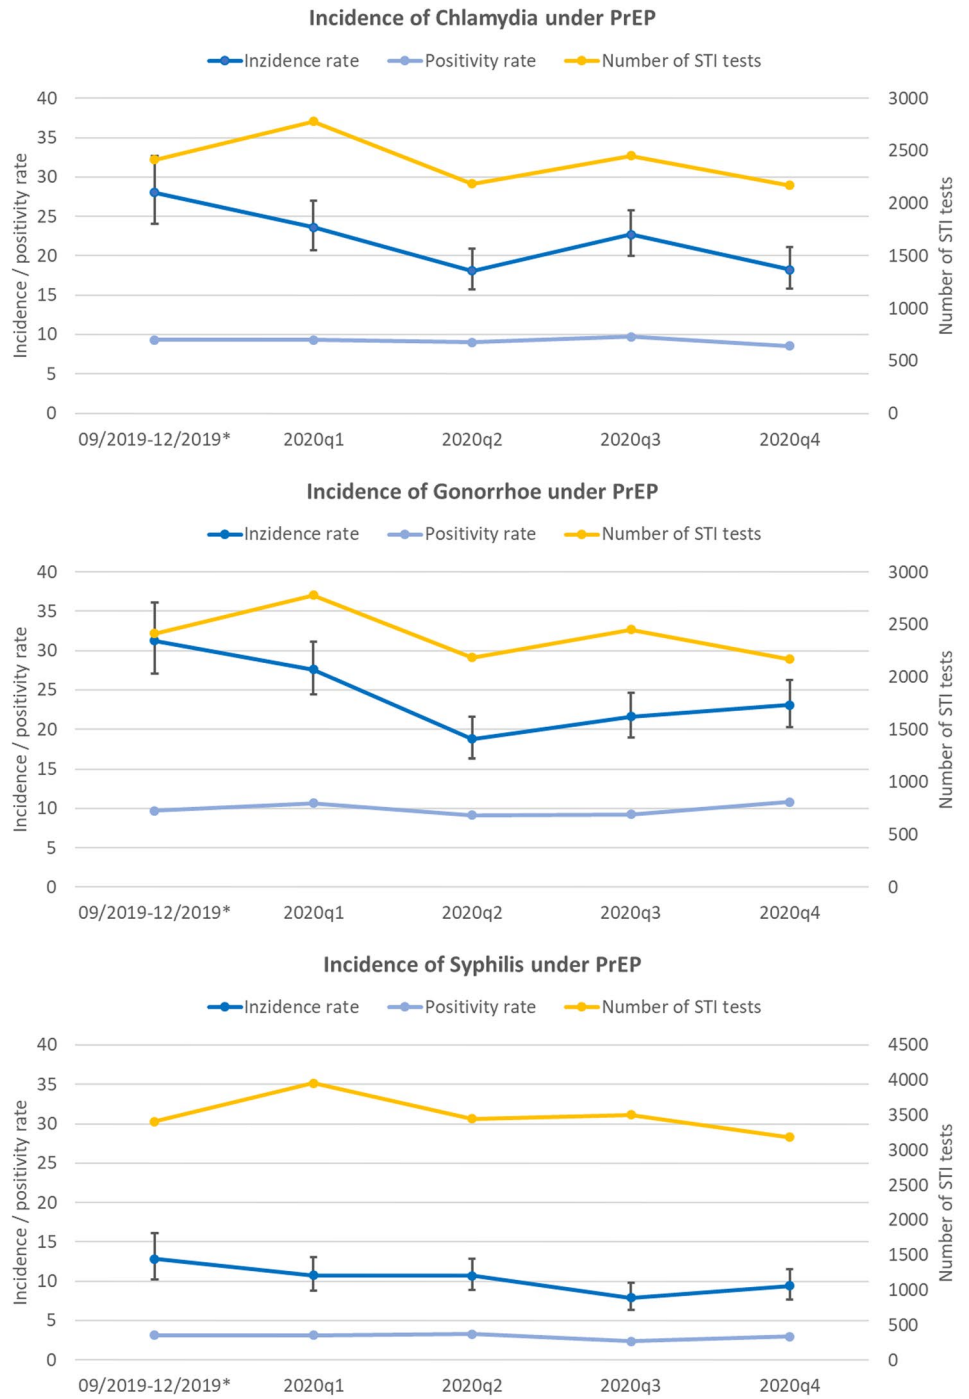 Incidence of Chlamydia under PrEP
Inzidence rate Positivity rate Number of STI tests
40 3000
35 2500
30 2000
25 1500
20 1000
15 500
10 0
5
0
Incidence / positivity rate
Number of STI tests
09/2019-12/2019* 2020q1 2020q2 2020q3 2020q4
Incidence of Gonorrhoe under PrEP
Inzidence rate Positivity rate Number of STI tests
40 3000
35 2500
30 2000
25 1500
20 1000
15 500
10 0
5
0
Incidence / positivity rate
Number of STI tests
09/2019-12/2019* 2020q1 2020q2 2020q3 2020q4
Incidence of Syphilis under PrEP
Inzidence rate Positivity rate Number of STI tests
40 4500
35 4000
30 3500
25 3000
20 2500
15 2000
10 1500
5 1000
0 500
0
Incidence / positivity rate
Number of STI tests
09/2019-12/2019* 2020q1 2020q2 2020q3 2020q4